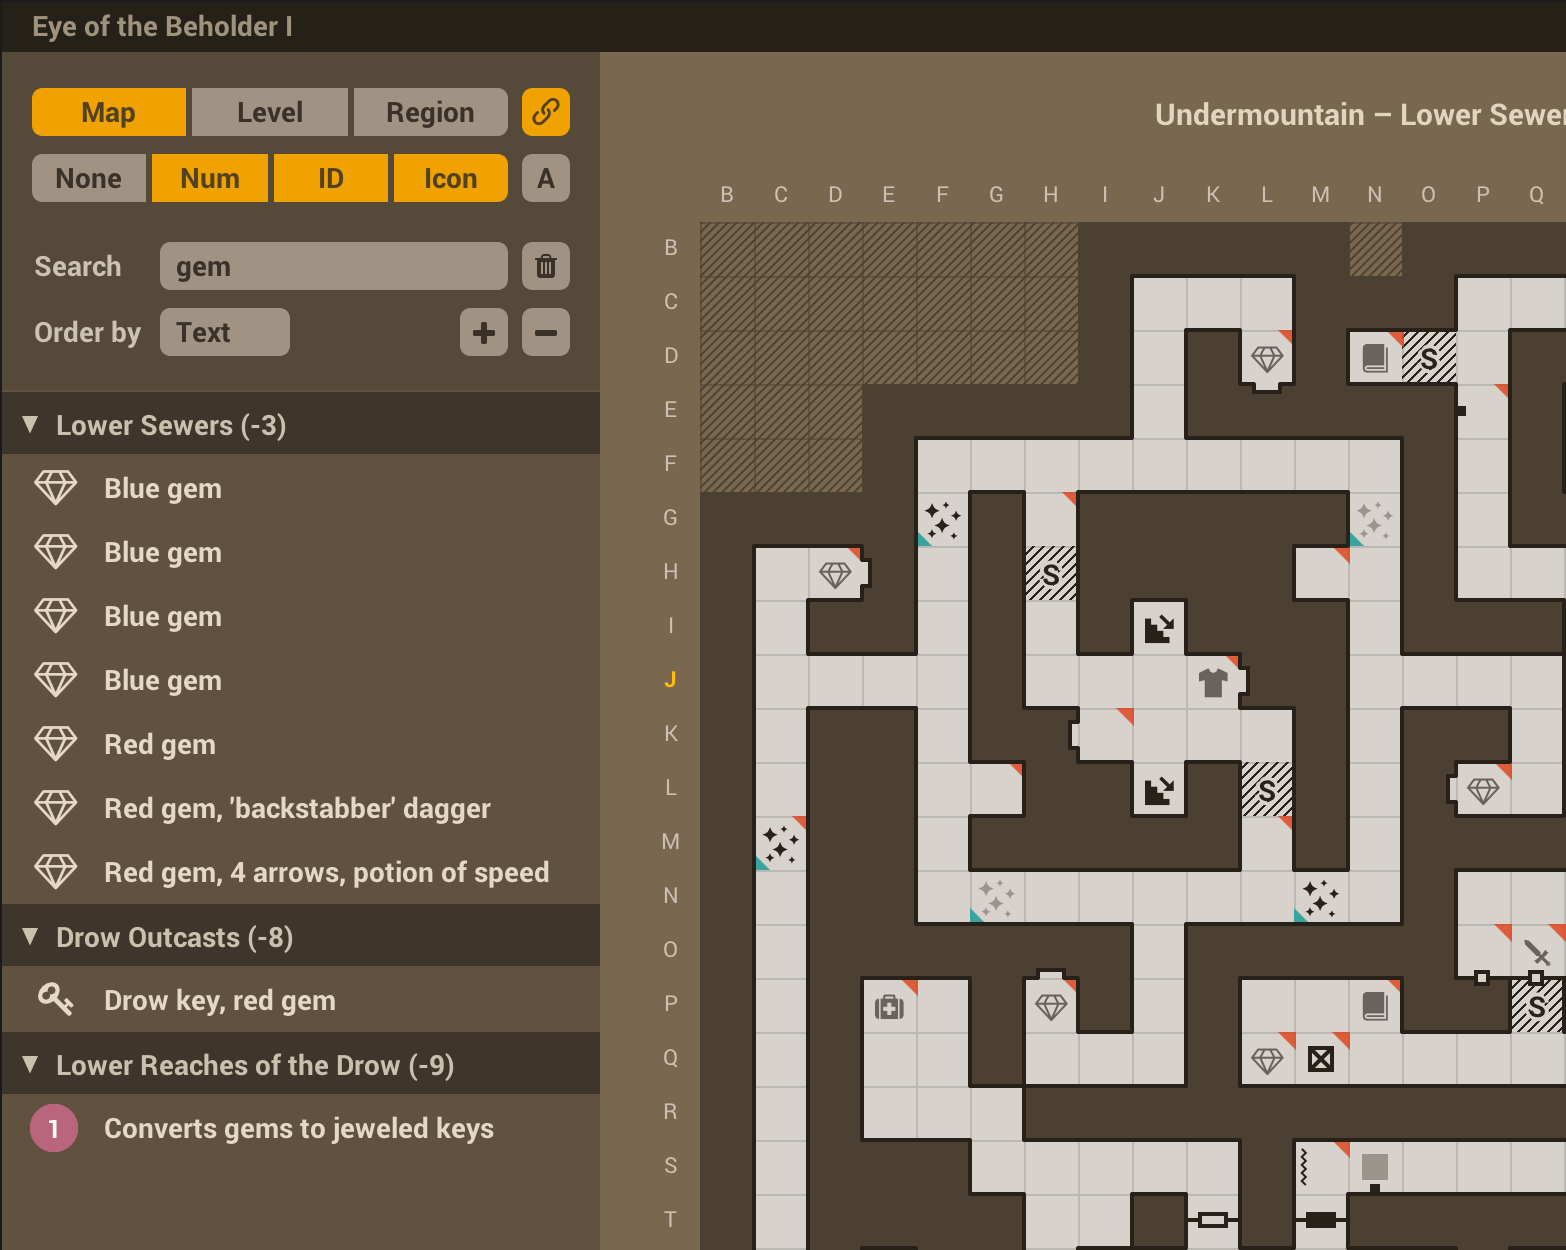 Eye of the Beholder I
Map Level Region
None Num ID Icon A
Search gem
Order by Text
Lower Sewers (-3)
Blue gem
Blue gem
Blue gem
Blue gem
Red gem
Red gem, 'backstabber' dagger
Red gem, 4 arrows, potion of speed
Drow Outcasts (-8)
Drow key, red gem
Lower Reaches of the Drow (-9)
1 Converts gems to jeweled keys
Undermountain – Lower Sewer
B C D E F G H I J K L M N O P Q
B
C
D S
E
F
G
H S
I
J
K
L S
M
N
O
P S
Q
R
S
T